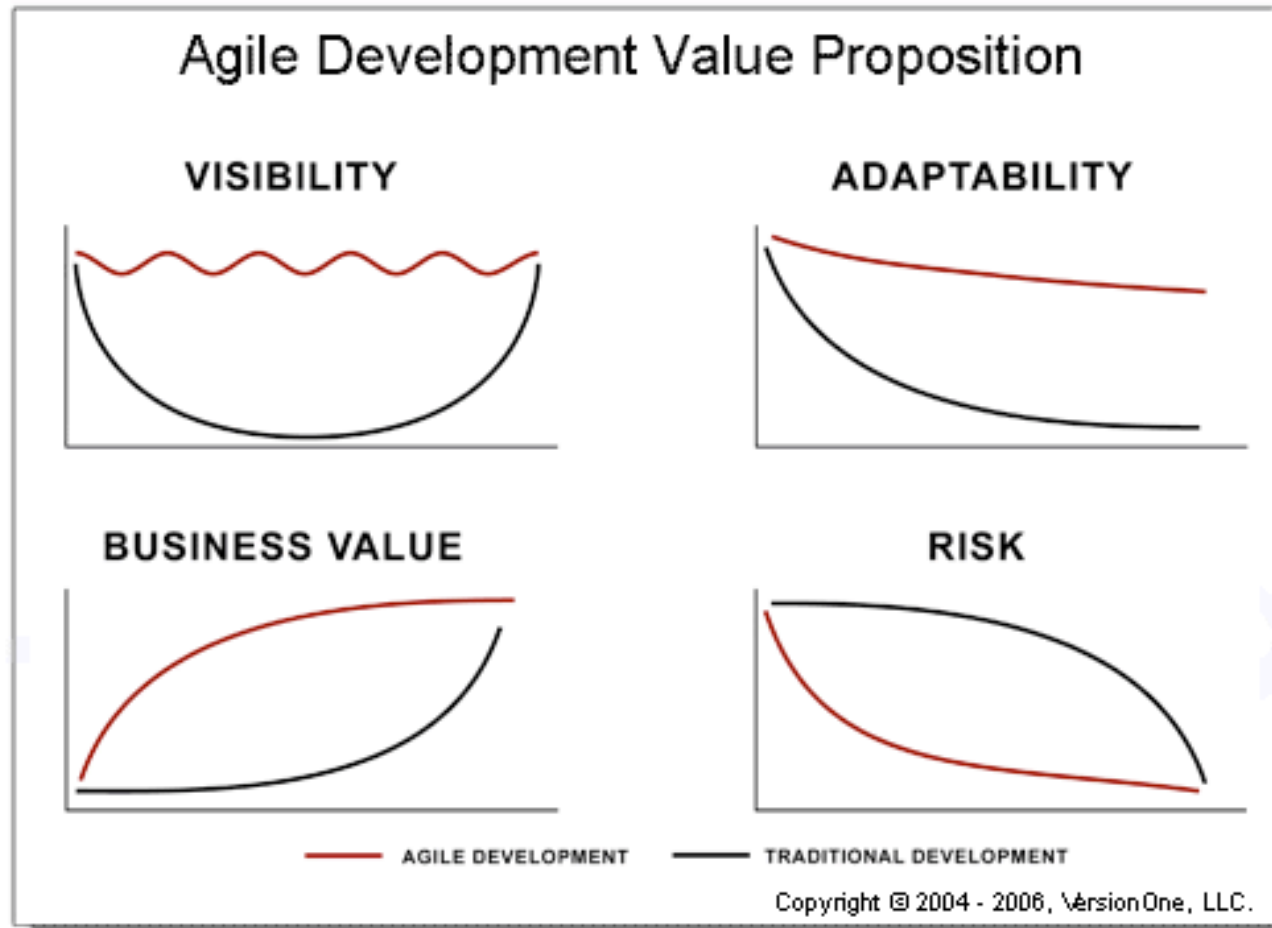 Agile Development Value Proposition
VISIBILITY
ADAPTABILITY
BUSINESS VALUE
RISK
AGILE DEVELOPMENT
TRADITIONAL DEVELOPMENT
Copyright © 2004 - 2006, VersionOne, LLC.